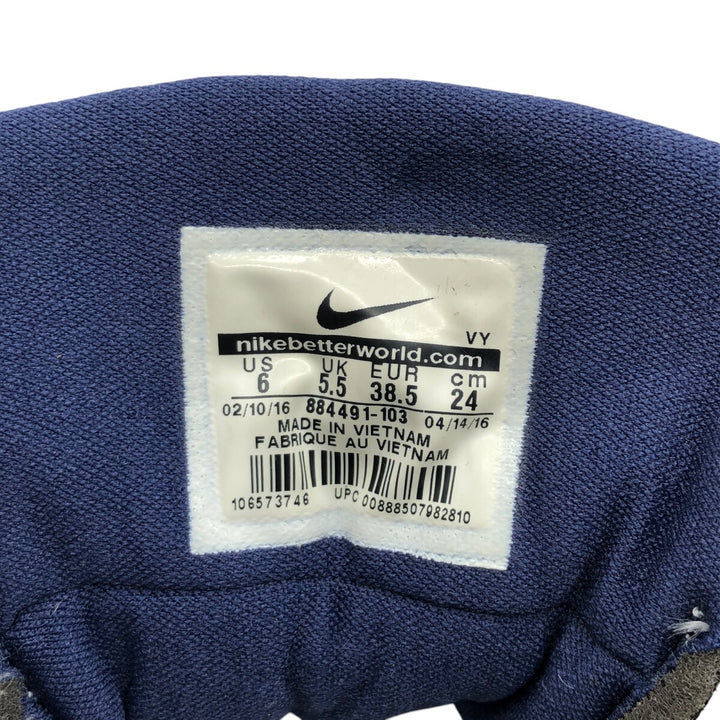 VY
nikebetterworld.com
US UK EUR cm
6 5.5 38.5 24
02/10/16 884491-103 04/14/16
MADE IN VIETNAM
FABRIQUE AU VIETNAM
106573746 UPC 00888507982810